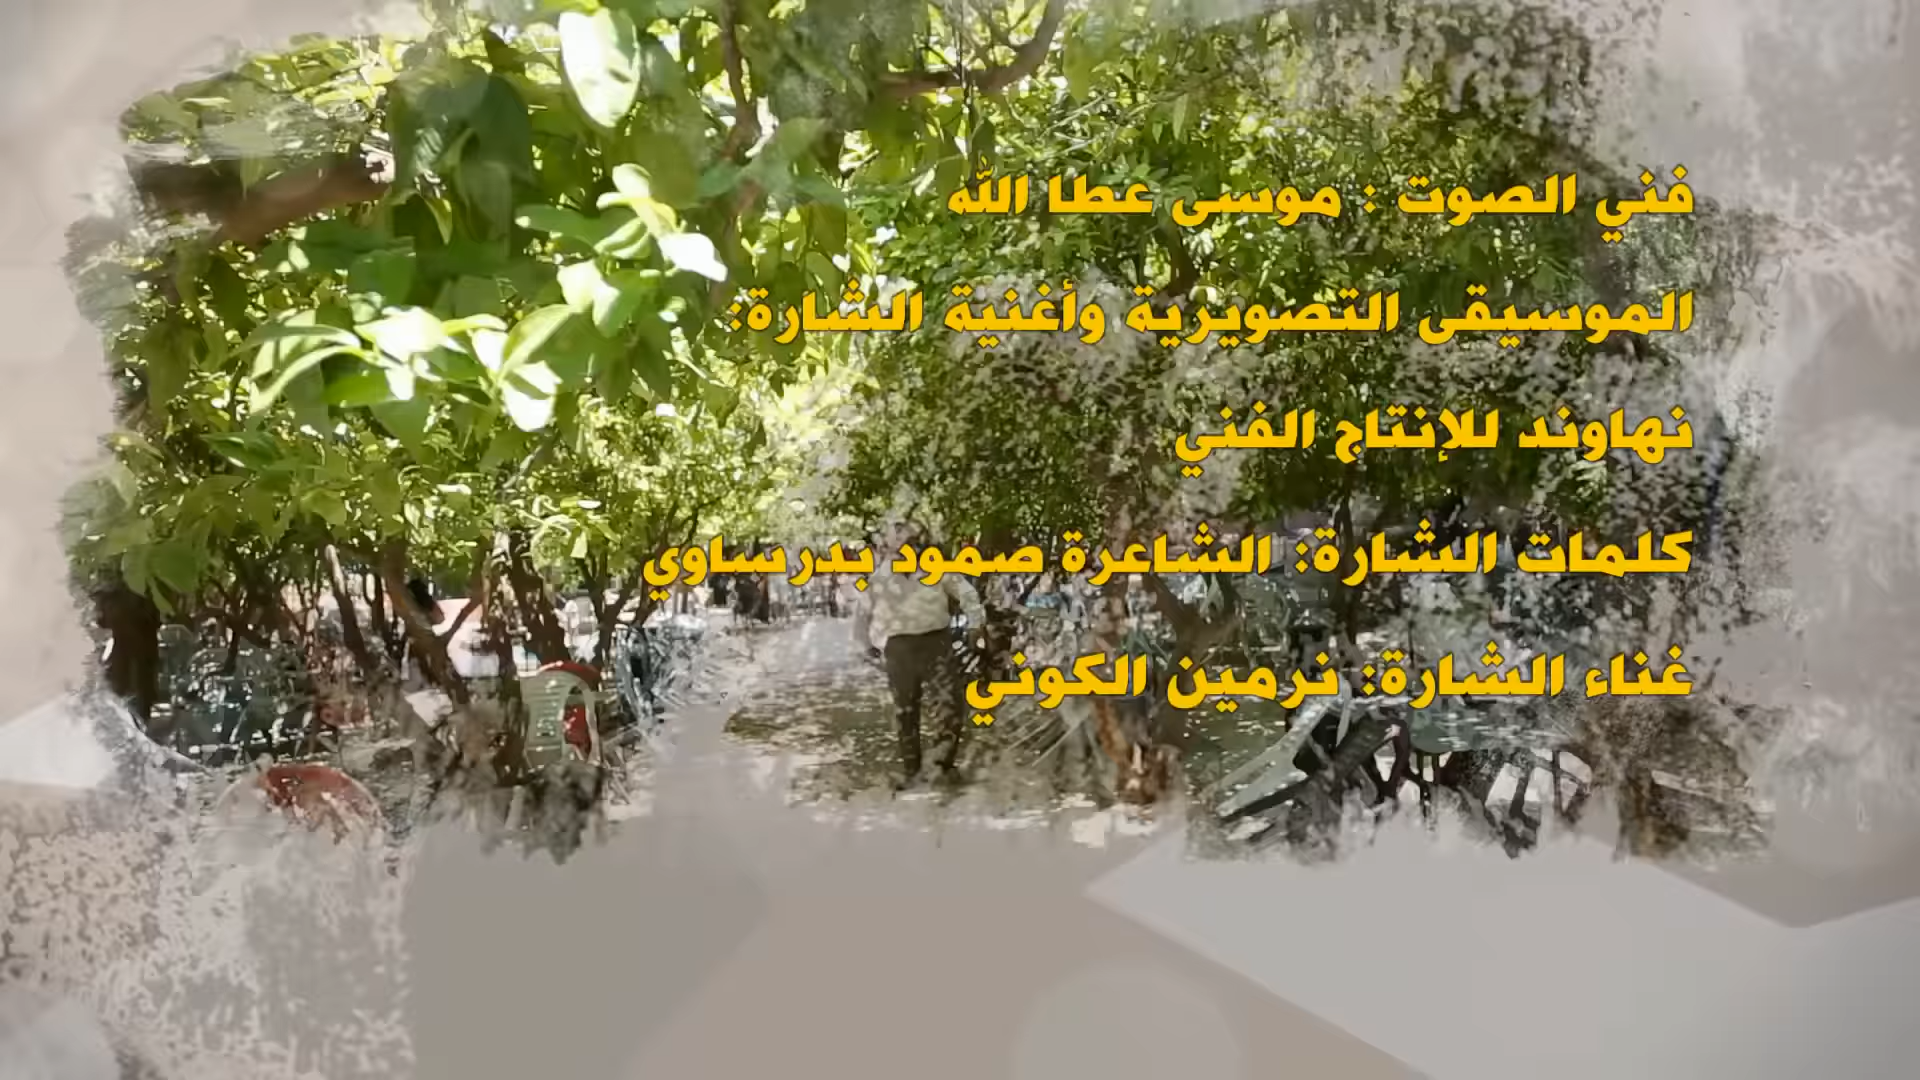 فني الصوت : موسى عطا الله
الموسيقى التصويرية وأغنية الشارة:
نهاوند للإنتاج الفني
كلمات الشارة: الشاعرة صمود بدرساوي
غناء الشارة: نرمين الكوني